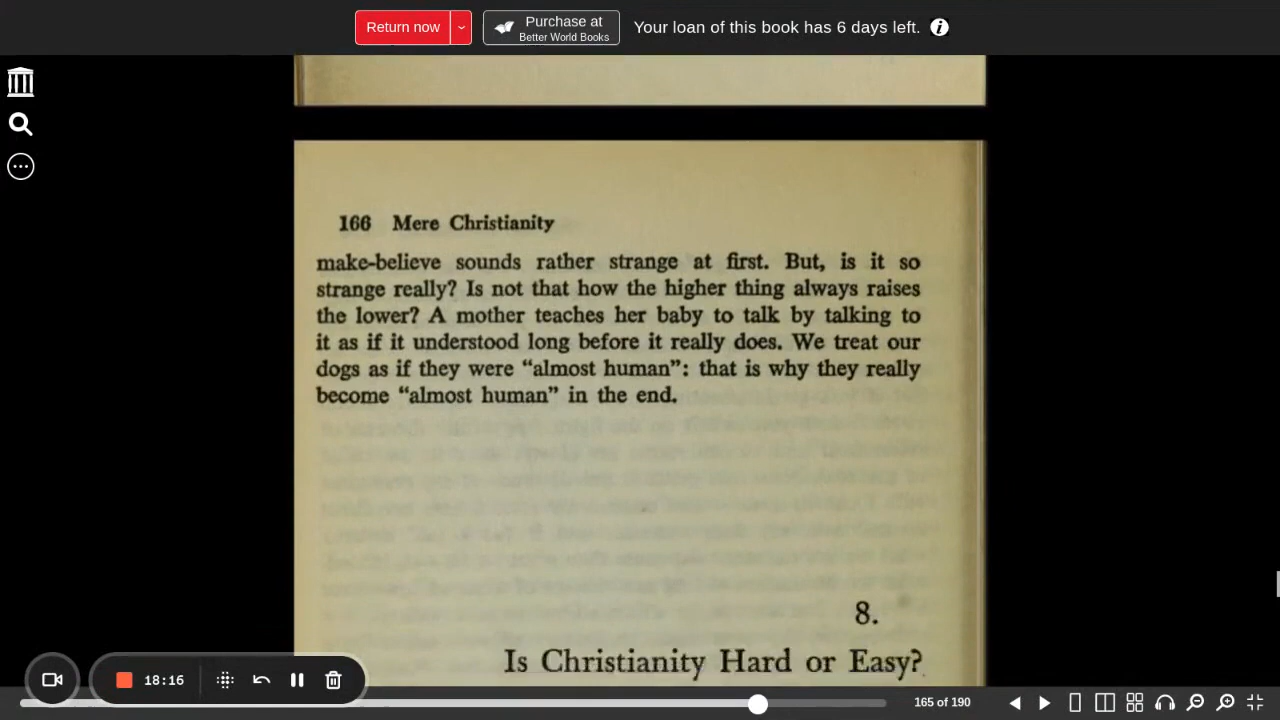 Return now
Purchase at
Better World Books
Your loan of this book has 6 days left.
166 Mere Christianity
make-believe sounds rather strange at first. But, is it so
strange really? Is not that how the higher thing always raises
the lower? A mother teaches her baby to talk by talking to
it as if it understood long before it really does. We treat our
dogs as if they were “almost human”: that is why they really
become “almost human” in the end.
8.
Is Christianity Hard or Easy?
18:16
165 of 190